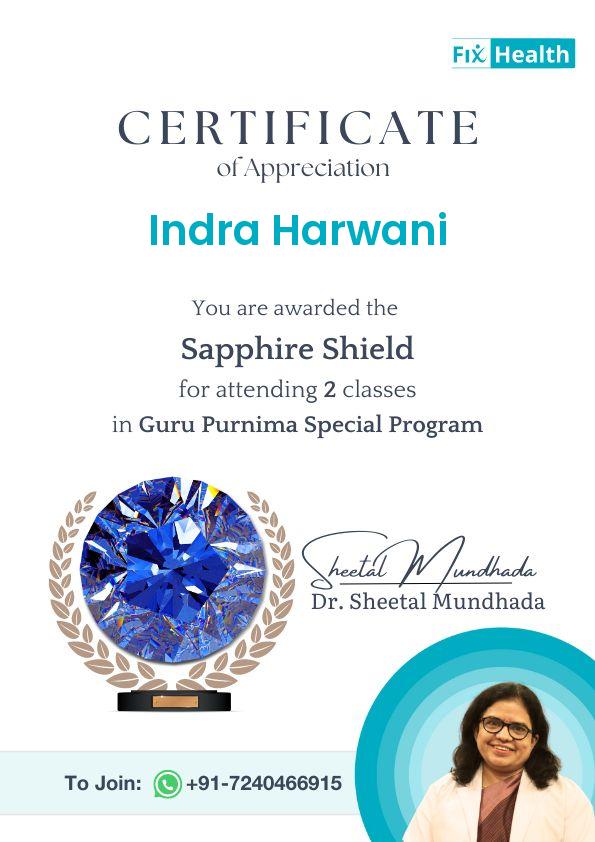 Fix Health
CERTIFICATE
of Appreciation
Indra Harwani
You are awarded the
Sapphire Shield
for attending 2 classes
in Guru Purnima Special Program
Sheetal Mundhada
Dr. Sheetal Mundhada
To Join: +91-7240466915